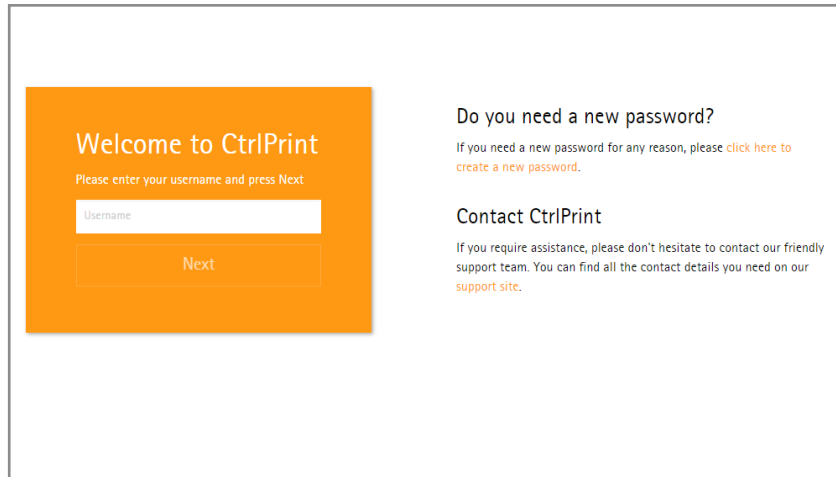 Welcome to CtrlPrint
Please enter your username and press Next
Username
Next
Do you need a new password?
If you need a new password for any reason, please click here to
create a new password.
Contact CtrlPrint
If you require assistance, please don't hesitate to contact our friendly
support team. You can find all the contact details you need on our
support site.